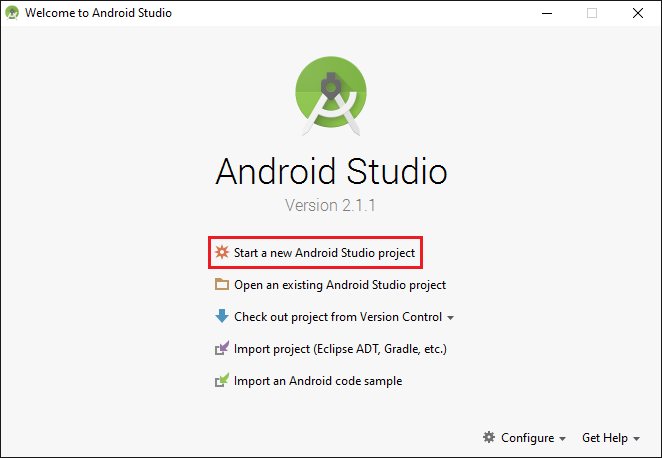 Welcome to Android Studio
Android Studio
Version 2.1.1
Start a new Android Studio project
Open an existing Android Studio project
Check out project from Version Control
Import project (Eclipse ADT, Gradle, etc.)
Import an Android code sample
Configure Get Help